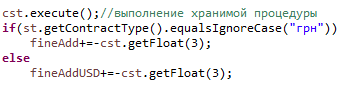 cst.execute();//выполнение хранимой процедуры
if(st.getContractType().equalsIgnoreCase("грн"))
    fineAdd+=-cst.getFloat(3);
else
    fineAddUSD+=-cst.getFloat(3);